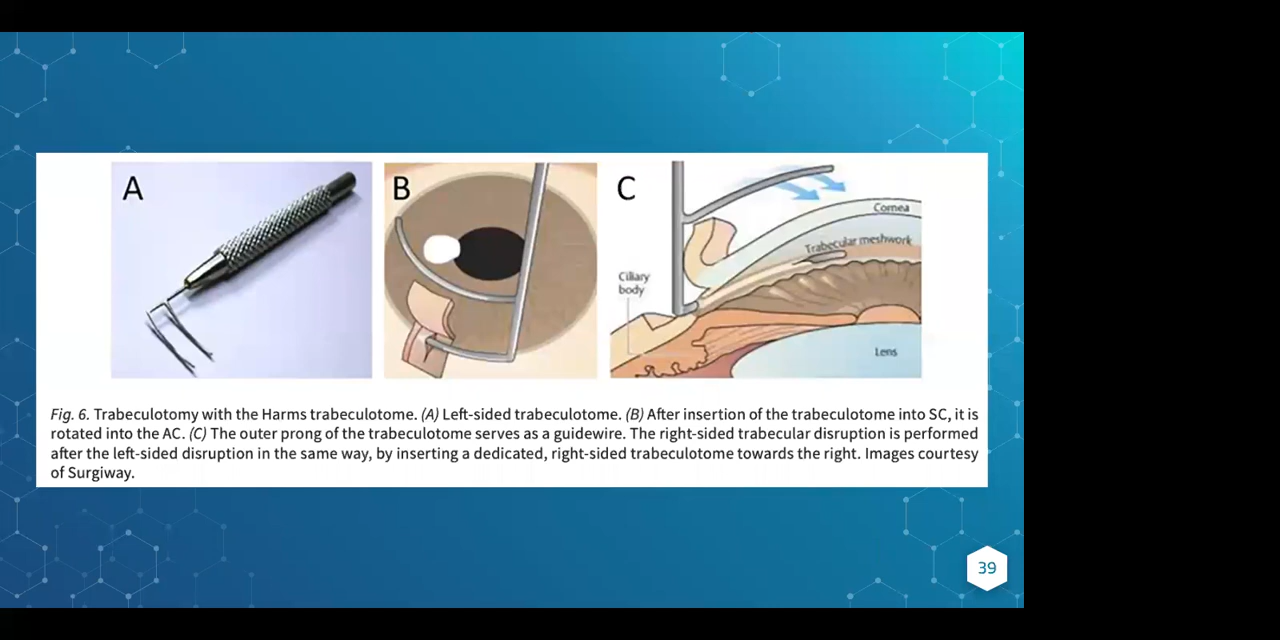 A
B
C
Cornea
Trabecular meshwork
Ciliary
body
Lens
Fig. 6. Trabeculotomy with the Harms trabeculotome. (A) Left-sided trabeculotome. (B) After insertion of the trabeculotome into SC, it is
rotated into the AC. (C) The outer prong of the trabeculotome serves as a guidewire. The right-sided trabecular disruption is performed
after the left-sided disruption in the same way, by inserting a dedicated, right-sided trabeculotome towards the right. Images courtesy
of Surgiway.
39